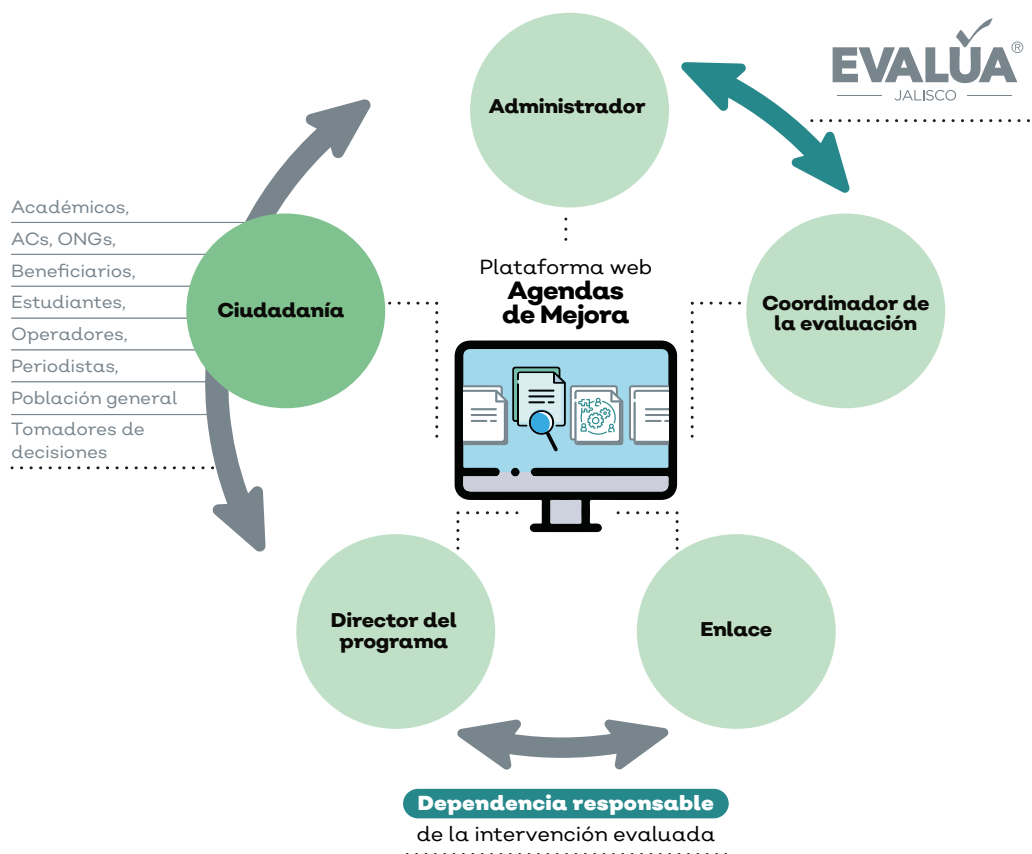 EVALÚA®
JALISCO
Administrador
Académicos,
ACs, ONGs,
Beneficiarios,
Estudiantes,
Operadores,
Periodistas,
Población general
Tomadores de
decisiones
Ciudadanía
Plataforma web
Agendas
de Mejora
Coordinador de
la evaluación
Director del
programa
Enlace
Dependencia responsable
de la intervención evaluada